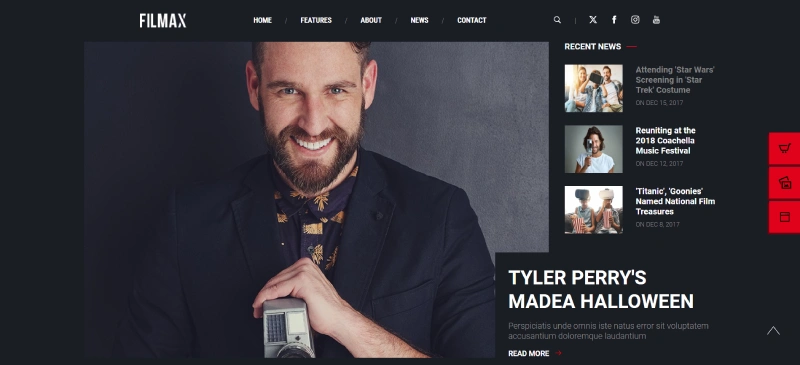 FILMAX
HOME / FEATURES / ABOUT / NEWS / CONTACT
RECENT NEWS
Attending 'Star Wars'
Screening in 'Star
Trek' Costume
ON DEC 15, 2017
Reuniting at the
2018 Coachella
Music Festival
ON DEC 12, 2017
'Titanic', 'Goonies'
Named National Film
Treasures
ON DEC 8, 2017
TYLER PERRY'S
MADEA HALLOWEEN
Perspiciatis unde omnis iste natus error sit voluptatem
accusantium doloremque laudantium
READ MORE